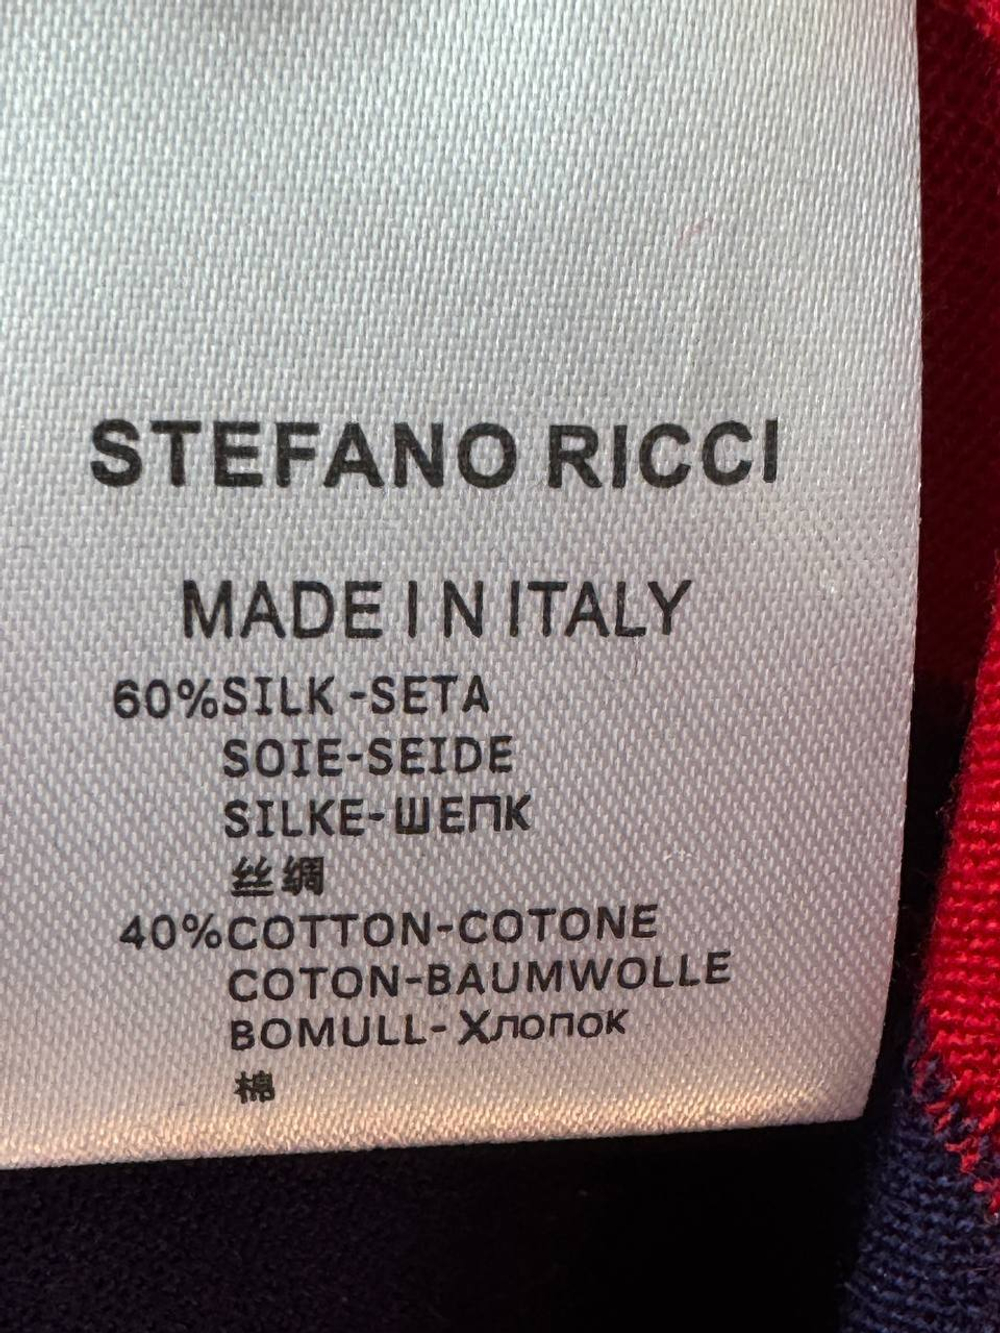 STEFANO RICCI
MADE IN ITALY
60%SILK-SETA
SOIE-SEIDE
SILKE-ШЕПК
丝绸
40%COTTON-COTONE
COTON-BAUMWOLLE
BOMULL-Хлопок
棉